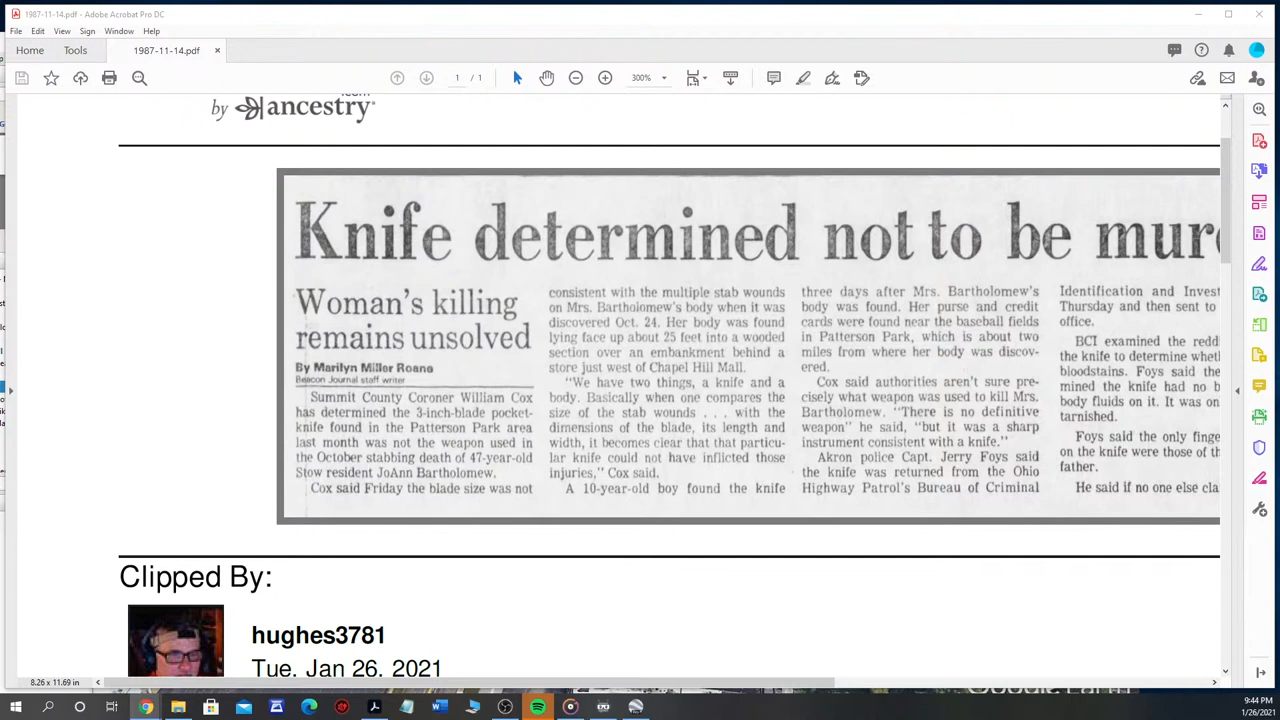 1987-11-14.pdf - Adobe Acrobat Pro DC
File Edit View Sign Window Help
Home Tools 1987-11-14.pdf ×
1 / 1 300%
by ancestry®
Knife determined not to be
Woman's killing
remains unsolved
By Marilyn Miller Roane
Beacon Journal staff writer
Summit County Coroner William Cox
has determined the 3-inch-blade pocket-
knife found in the Patterson Park area
last month was not the weapon used in
the October stabbing death of 47-year-old
Stow resident JoAnn Bartholomew.
Cox said Friday the blade size was not
consistent with the multiple stab wounds
on Mrs. Bartholomew's body when it was
discovered Oct. 24. Her body was found
lying face up about 25 feet into a wooded
section over an embankment behind a
store just west of Chapel Hill Mall.
"We have two things, a knife and a
body. Basically when one compares the
size of the stab wounds . . . with the
dimensions of the blade, its length and
width, it becomes clear that that particu-
lar knife could not have inflicted those
injuries," Cox said.
A 10-year-old boy found the knife
three days after Mrs. Bartholomew's
body was found. Her purse and credit
cards were found near the baseball fields
in Patterson Park, which is about two
miles from where her body was discov-
ered.
Cox said authorities aren't sure pre-
cisely what weapon was used to kill Mrs.
Bartholomew. "There is no definitive
weapon" he said, "but it was a sharp
instrument consistent with a knife."
Akron police Capt. Jerry Foys said
the knife was returned from the Ohio
Highway Patrol's Bureau of Criminal
Identification and Invest
Thursday and then sent to
office.
BCI examined the redd
the knife to determine whet
bloodstains. Foys said the
mined the knife had no b
body fluids on it. It was on
tarnished.
Foys said the only finge
on the knife were those of th
father.
He said if no one else cla
Clipped By:
hughes3781
Tue, Jan 26, 2021
8.26 x 11.69 in
Google Earth
9:44 PM
1/26/2021